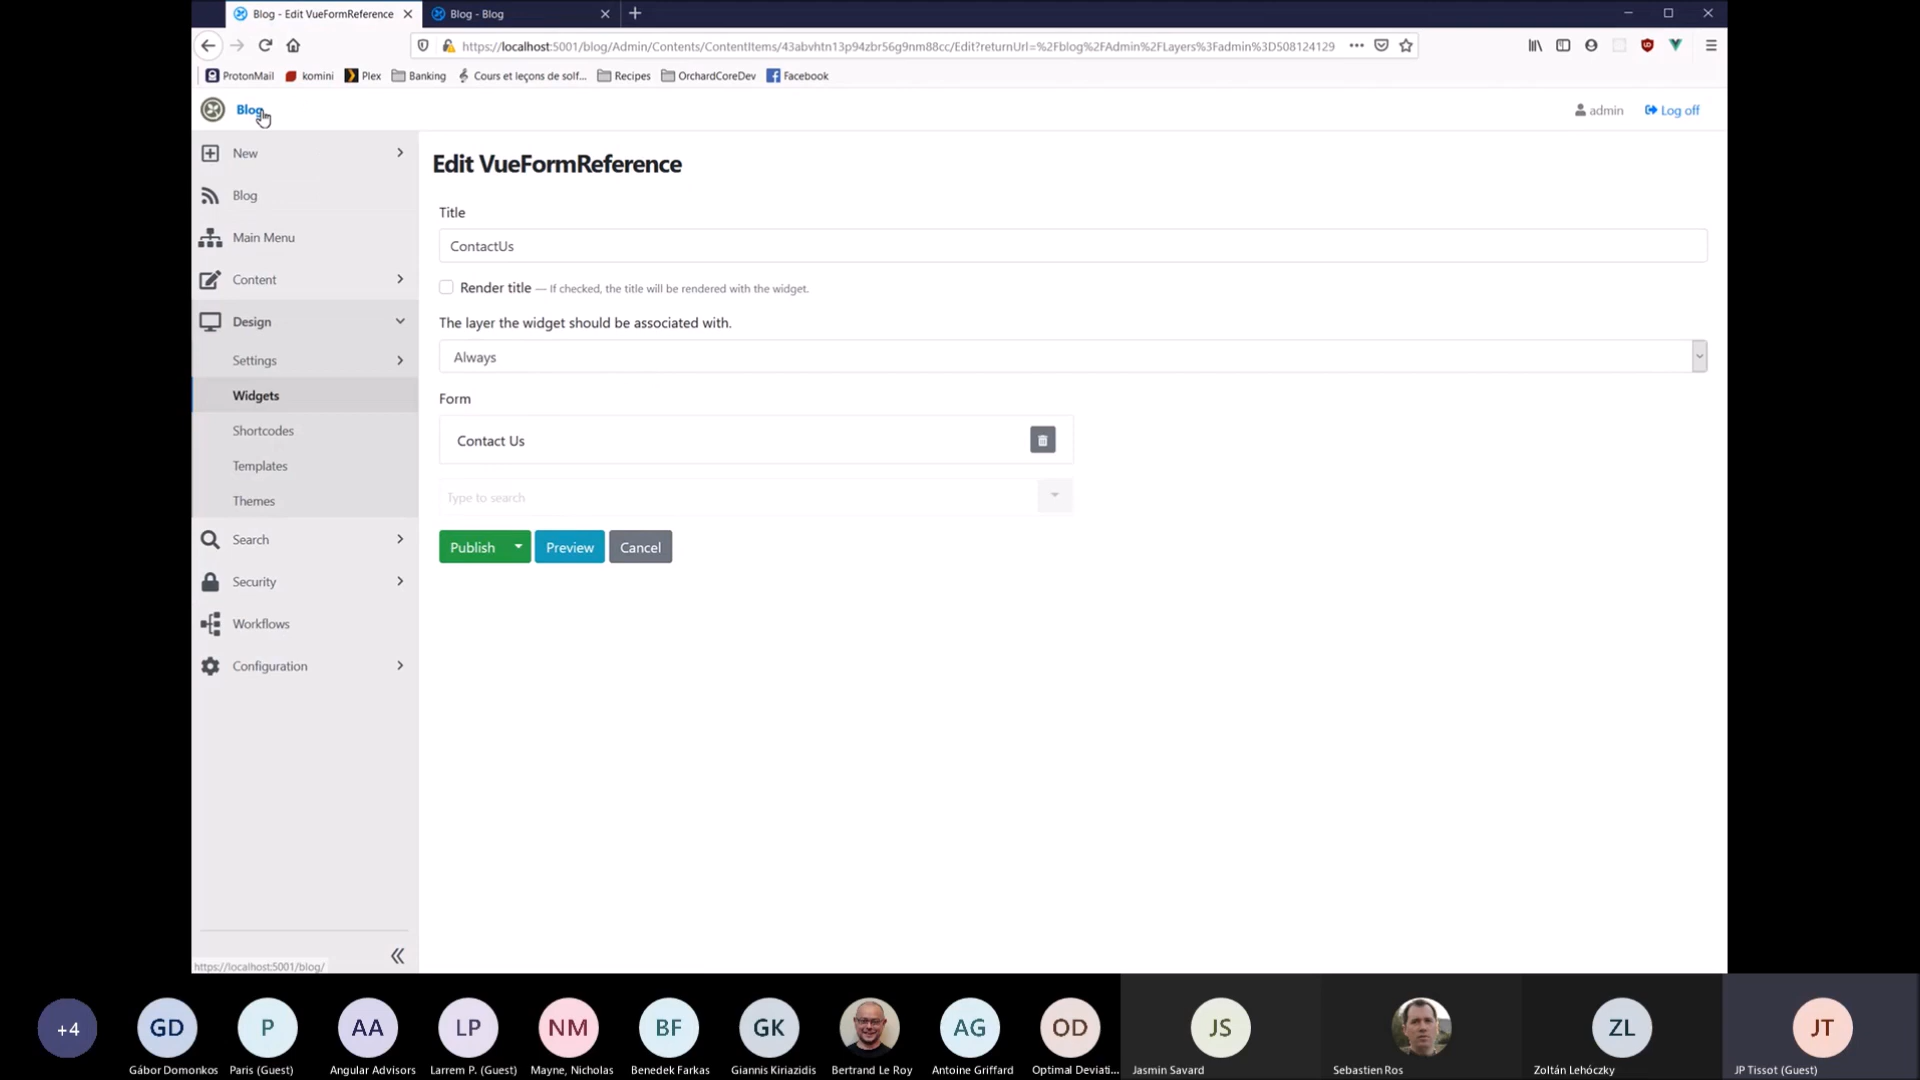 Blog - Edit VueFormReference
Blog - Blog
https://localhost:5001/blog/Admin/Contents/ContentItems/43abvhtn13p94zbr56g9nm88cc/Edit?returnUrl=%2Fblog%2FAdmin%2FLayers%3Fadmin%3D508124129
ProtonMail komini Plex Banking Cours et leçons de solf... Recipes OrchardCoreDev Facebook
Blog
admin Log off
New
Blog
Main Menu
Content
Design
Settings
Widgets
Shortcodes
Templates
Themes
Search
Security
Workflows
Configuration
Edit VueFormReference
Title
ContactUs
Render title — If checked, the title will be rendered with the widget.
The layer the widget should be associated with.
Always
Form
Contact Us
Type to search
Publish Preview Cancel
https://localhost:5001/blog/
+4 GD P AA LP NM BF GK AG OD JS ZL JT
Gábor Domonkos Paris (Guest) Angular Advisors Larrem P. (Guest) Mayne, Nicholas Benedek Farkas Giannis Kiriazidis Bertrand Le Roy Antoine Griffard Optimal Deviati... Jasmin Savard Sebastien Ros Zoltán Lehóczky JP Tissot (Guest)